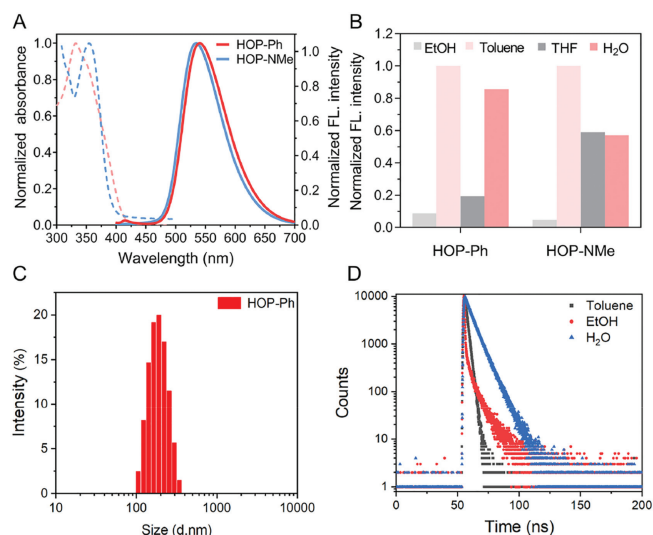 A
HOP-Ph
HOP-NMe
Normalized absorbance
1.0
0.8
0.6
0.4
0.2
0.0
Normalized FL. intensity
1.0
0.8
0.6
0.4
0.2
0.0
300 350 400 450 500 550 600 650 700
Wavelength (nm)
B
EtOH Toluene THF H₂O
Normalized FL. intensity
1.2
1.0
0.8
0.6
0.4
0.2
0.0
HOP-Ph HOP-NMe
C
HOP-Ph
Intensity (%)
20
15
10
5
0
10 100 1000 10000
Size (d.nm)
D
Toluene
EtOH
H₂O
Counts
10000
1000
100
10
1
0 50 100 150 200
Time (ns)